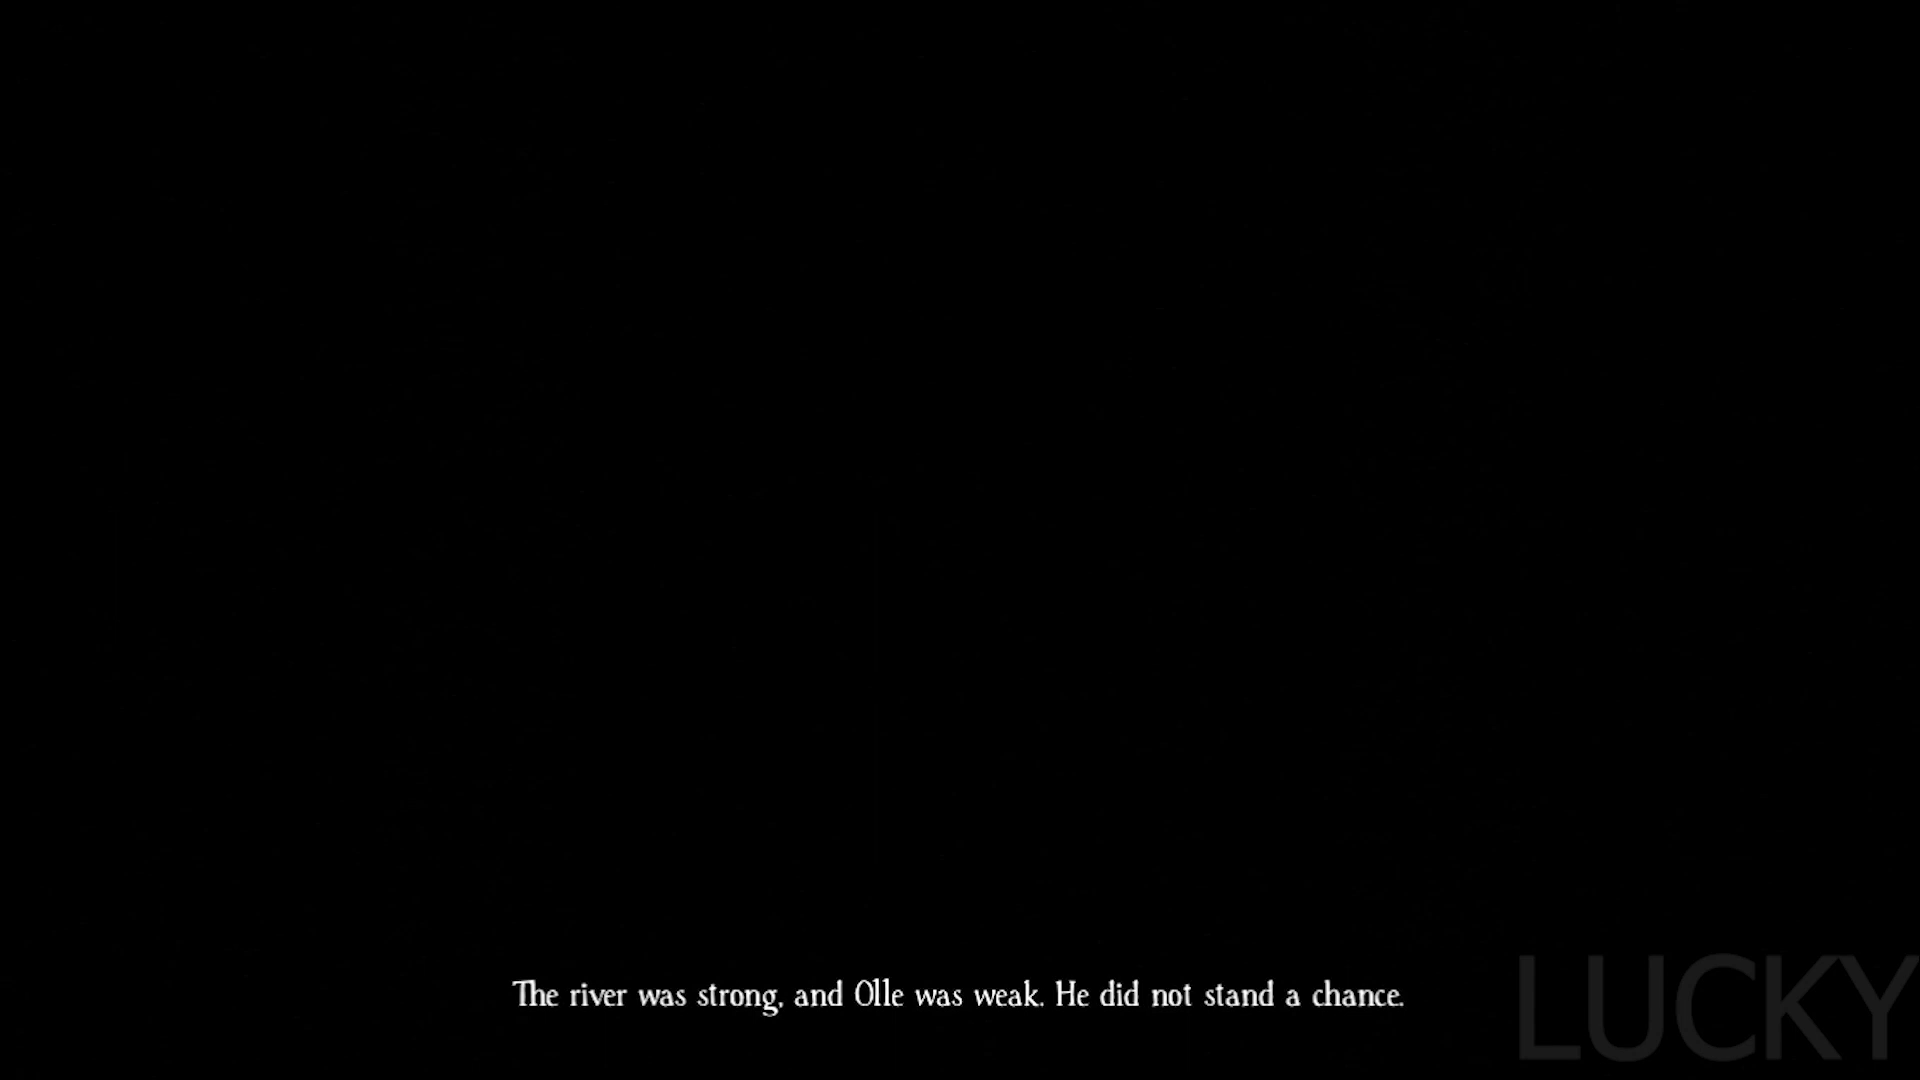 The river was strong, and Olle was weak. He did not stand a chance.
LUCKY